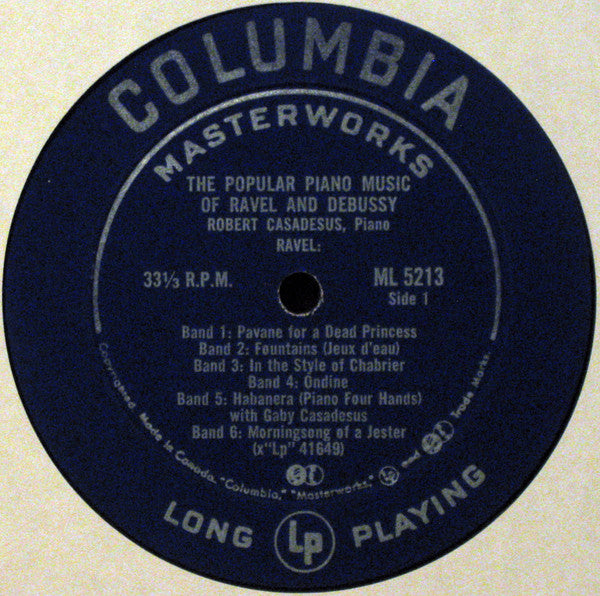 COLUMBIA
MASTERWORKS
THE POPULAR PIANO MUSIC
OF RAVEL AND DEBUSSY
ROBERT CASADESUS, Piano
RAVEL:
33⅓ R.P.M.
ML 5213
Side 1
Band 1: Pavane for a Dead Princess
Band 2: Fountains (Jeux d'eau)
Band 3: In the Style of Chabrier
Band 4: Ondine
Band 5: Habanera (Piano Four Hands)
with Gaby Casadesus
Band 6: Morningsong of a Jester
(x"Lp" 41649)
Copyrighted. Made in Canada. "Columbia," "Masterworks," Lp and Trade Marks.
LONG Lp PLAYING